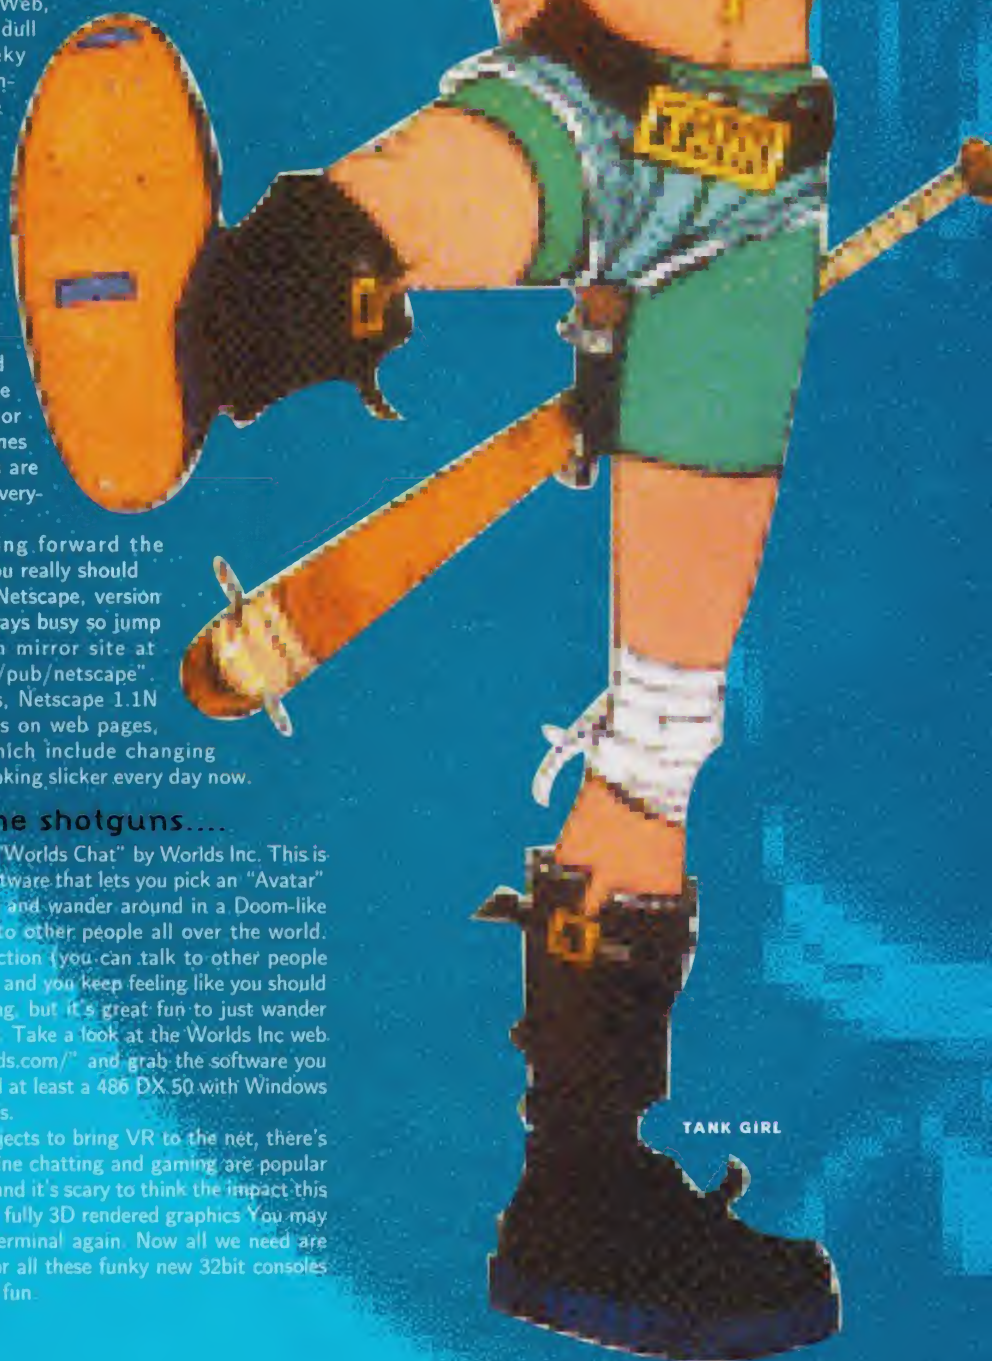 Web,
dull
ky
or
nes
are
very-
ing forward the
ou really should
Netscape, version
ays busy so jump
n mirror site at
/pub/netscape".
s, Netscape 1.1N
s on web pages,
hich include changing
oking slicker every day now.
ne shotguns....
"Worlds Chat" by Worlds Inc. This is
tware that lets you pick an "Avatar"
and wander around in a Doom-like
to other people all over the world.
ction (you can talk to other people
and you keep feeling like you should
ng, but it's great fun to just wander
. Take a look at the Worlds Inc web
ds.com/" and grab the software you
d at least a 486 DX 50 with Windows
s.
jects to bring VR to the net, there's
ine chatting and gaming are popular
and it's scary to think the impact this
fully 3D rendered graphics You may
erminal again. Now all we need are
or all these funky new 32bit consoles
fun.
TANK GIRL